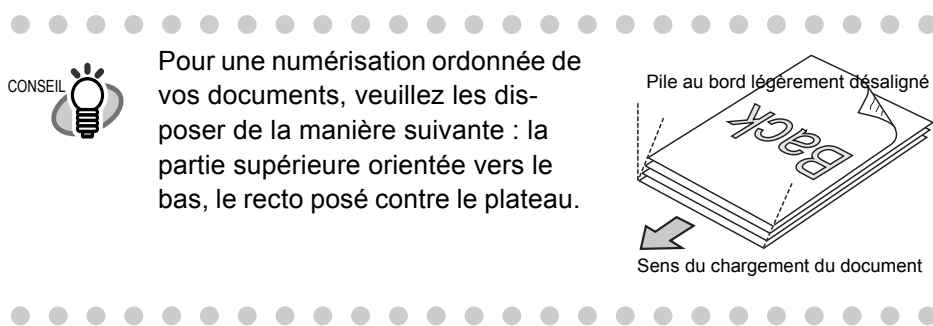 CONSEIL
Pour une numérisation ordonnée de
vos documents, veuillez les dis-
poser de la manière suivante : la
partie supérieure orientée vers le
bas, le recto posé contre le plateau.
Pile au bord légèrement désaligné
Back
Sens du chargement du document